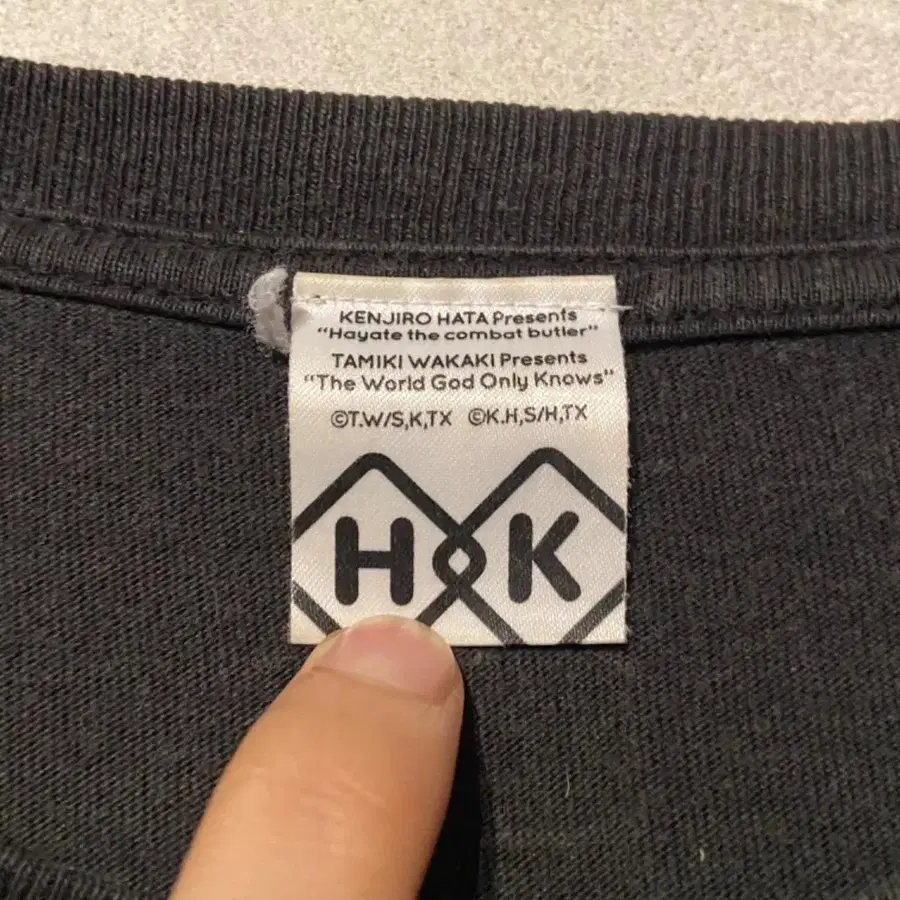 KENJIRO HATA Presents
"Hayate the combat butler"
TAMIKI WAKAKI Presents
"The World God Only Knows"
©T.W/S,K,TX ©K.H,S/H,TX
H K